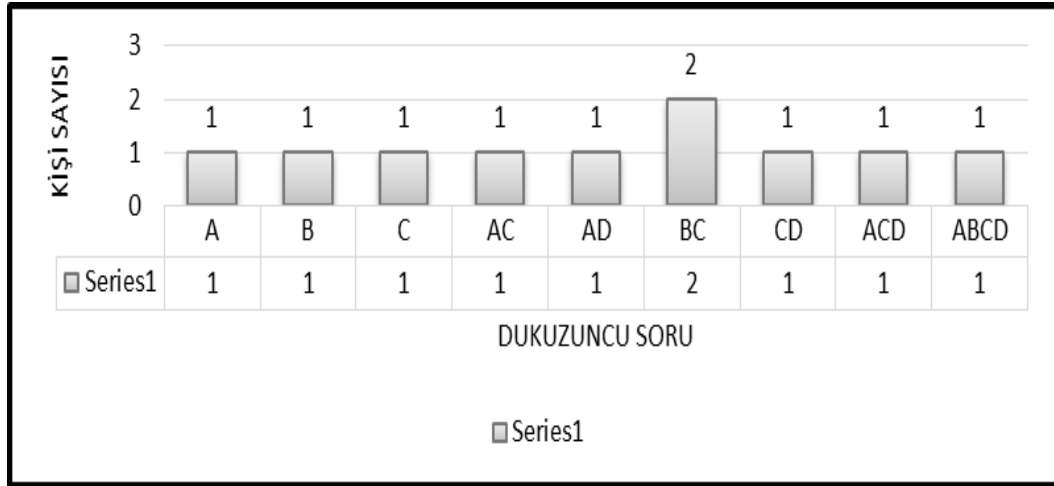 KİŞİ SAYISI
3
2
1
0
1 1 1 1 1 2 1 1 1
A B C AC AD BC CD ACD ABCD
Series1 1 1 1 1 1 2 1 1 1
DUKUZUNCU SORU
Series1